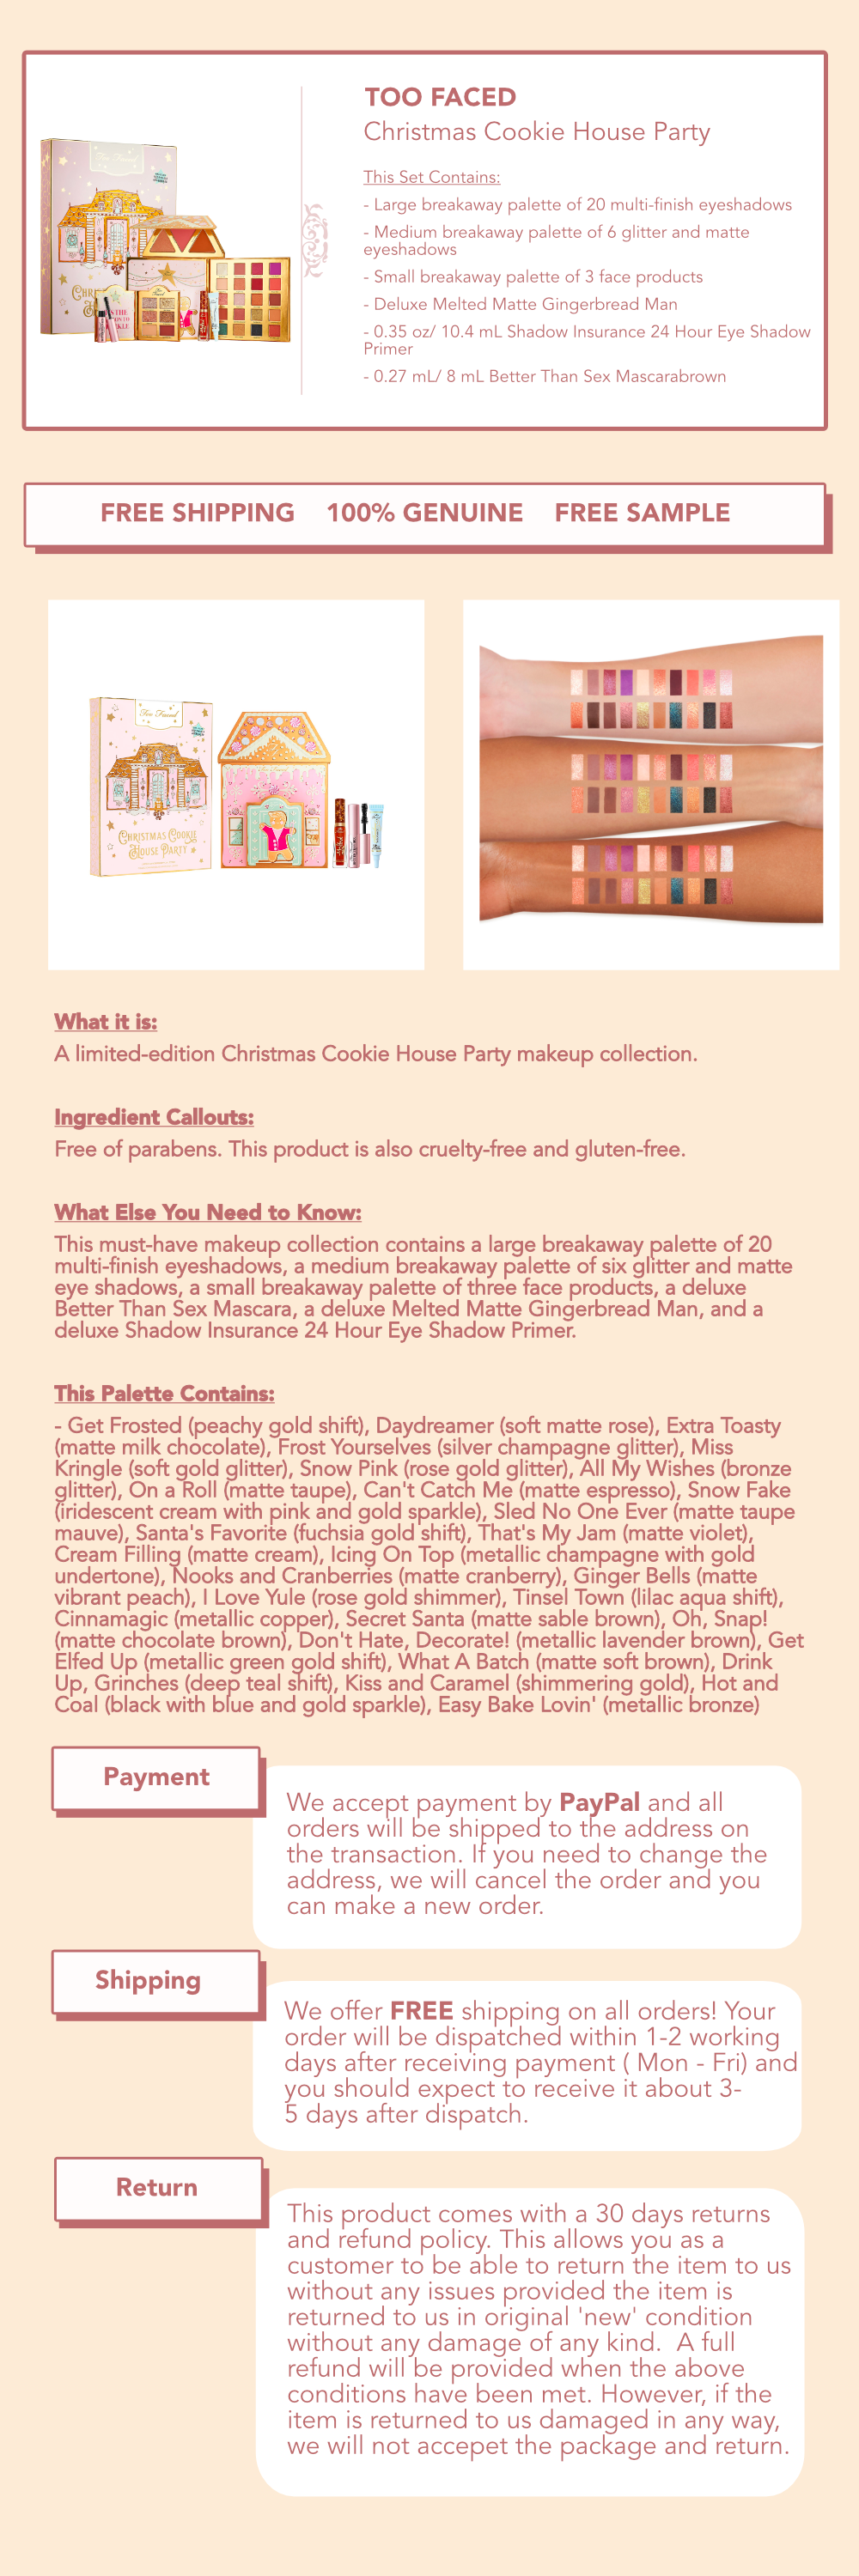 TOO FACED
Christmas Cookie House Party
This Set Contains:
- Large breakaway palette of 20 multi-finish eyeshadows
- Medium breakaway palette of 6 glitter and matte
eyeshadows
- Small breakaway palette of 3 face products
- Deluxe Melted Matte Gingerbread Man
- 0.35 oz/ 10.4 mL Shadow Insurance 24 Hour Eye Shadow
Primer
- 0.27 mL/ 8 mL Better Than Sex Mascarabrown
FREE SHIPPING 100% GENUINE FREE SAMPLE
Too Faced
CHRISTMAS COOKIE
HOUSE PARTY
What it is:
A limited-edition Christmas Cookie House Party makeup collection.
Ingredient Callouts:
Free of parabens. This product is also cruelty-free and gluten-free.
What Else You Need to Know:
This must-have makeup collection contains a large breakaway palette of 20
multi-finish eyeshadows, a medium breakaway palette of six glitter and matte
eye shadows, a small breakaway palette of three face products, a deluxe
Better Than Sex Mascara, a deluxe Melted Matte Gingerbread Man, and a
deluxe Shadow Insurance 24 Hour Eye Shadow Primer.
This Palette Contains:
- Get Frosted (peachy gold shift), Daydreamer (soft matte rose), Extra Toasty
(matte milk chocolate), Frost Yourselves (silver champagne glitter), Miss
Kringle (soft gold glitter), Snow Pink (rose gold glitter), All My Wishes (bronze
glitter), On a Roll (matte taupe), Can't Catch Me (matte espresso), Snow Fake
(iridescent cream with pink and gold sparkle), Sled No One Ever (matte taupe
mauve), Santa's Favorite (fuchsia gold shift), That's My Jam (matte violet),
Cream Filling (matte cream), Icing On Top (metallic champagne with gold
undertone), Nooks and Cranberries (matte cranberry), Ginger Bells (matte
vibrant peach), I Love Yule (rose gold shimmer), Tinsel Town (lilac aqua shift),
Cinnamagic (metallic copper), Secret Santa (matte sable brown), Oh, Snap!
(matte chocolate brown), Don't Hate, Decorate! (metallic lavender brown), Get
Elfed Up (metallic green gold shift), What A Batch (matte soft brown), Drink
Up, Grinches (deep teal shift), Kiss and Caramel (shimmering gold), Hot and
Coal (black with blue and gold sparkle), Easy Bake Lovin' (metallic bronze)
Payment
We accept payment by PayPal and all
orders will be shipped to the address on
the transaction. If you need to change the
address, we will cancel the order and you
can make a new order.
Shipping
We offer FREE shipping on all orders! Your
order will be dispatched within 1-2 working
days after receiving payment ( Mon - Fri) and
you should expect to receive it about 3-
5 days after dispatch.
Return
This product comes with a 30 days returns
and refund policy. This allows you as a
customer to be able to return the item to us
without any issues provided the item is
returned to us in original 'new' condition
without any damage of any kind.  A full
refund will be provided when the above
conditions have been met. However, if the
item is returned to us damaged in any way,
we will not accepet the package and return.